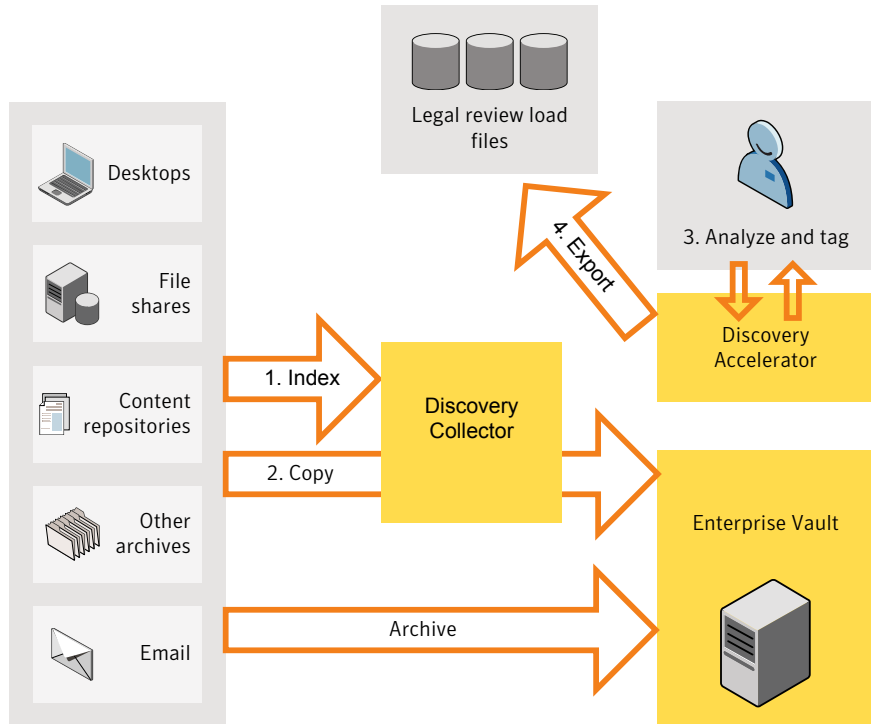 Legal review load
files
Desktops
3. Analyze and tag
4. Export
File
shares
Discovery
Accelerator
1. Index
Content
repositories
Discovery
Collector
2. Copy
Other
archives
Enterprise Vault
Archive
Email